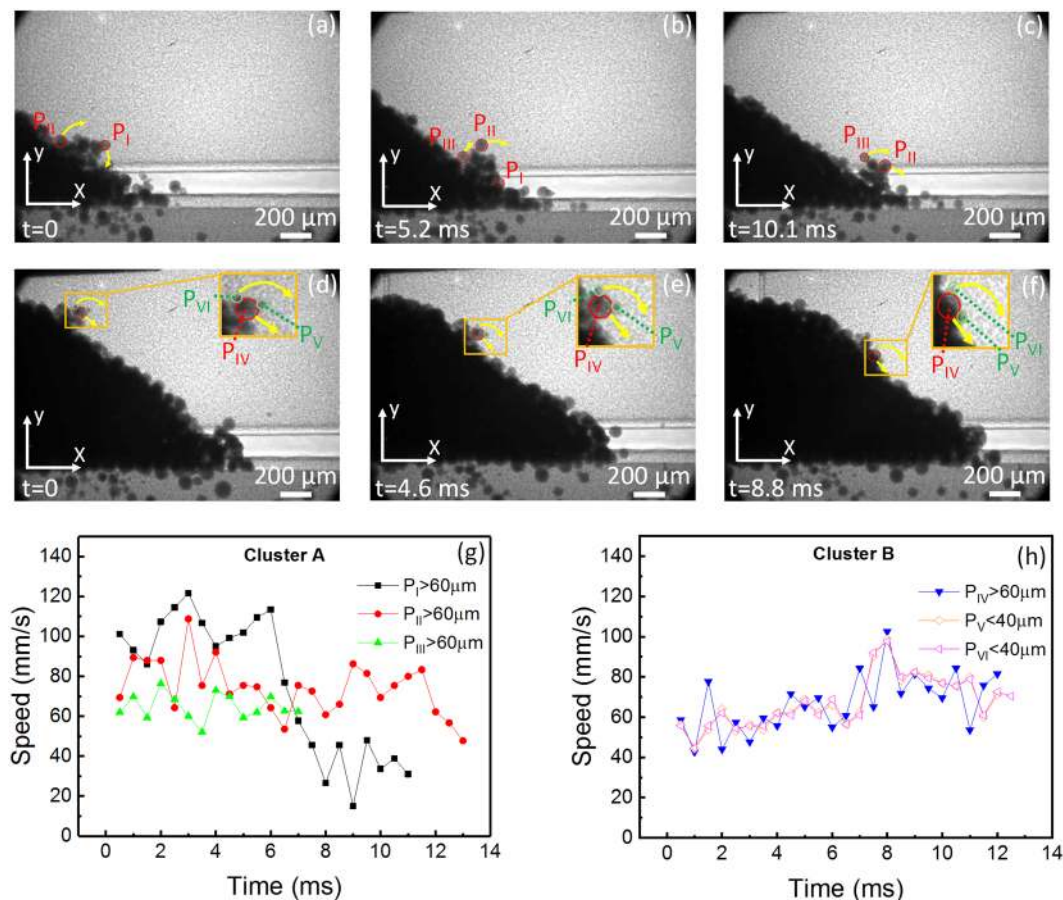 (a)
P_II
P_I
y
X
t=0
200 μm
(b)
P_II
P_III
P_I
y
X
t=5.2 ms
200 μm
(c)
P_III
P_II
y
X
t=10.1 ms
200 μm
(d)
P_VI
P_V
P_IV
y
X
t=0
200 μm
(e)
P_VI
P_V
P_IV
y
X
t=4.6 ms
200 μm
(f)
P_IV
P_VI
P_V
y
X
t=8.8 ms
200 μm
Cluster A
(g)
P_I>60μm
P_II>60μm
P_III>60μm
Speed (mm/s)
140
120
100
80
60
40
20
0
0 2 4 6 8 10 12 14
Time (ms)
Cluster B
(h)
P_IV>60μm
P_V<40μm
P_VI<40μm
Speed (mm/s)
140
120
100
80
60
40
20
0
0 2 4 6 8 10 12 14
Time (ms)